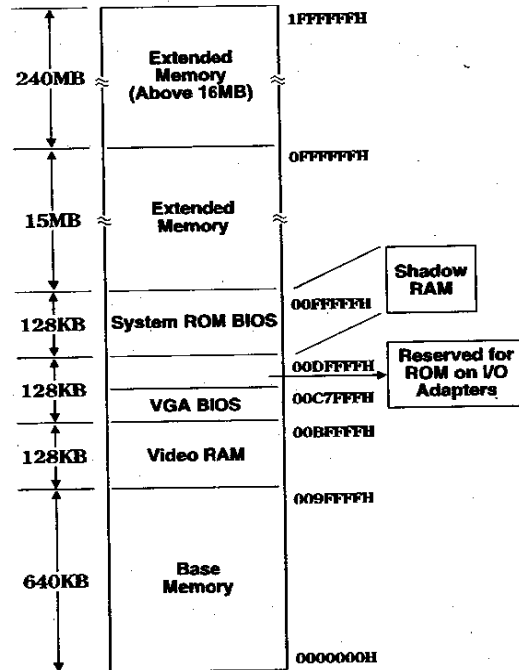 1FFFFFFH
240MB
Extended
Memory
(Above 16MB)
0FFFFFFH
15MB
Extended
Memory
Shadow
RAM
00FFFFFH
128KB
System ROM BIOS
00DFFFFH
Reserved for
ROM on I/O
Adapters
128KB
00C7FFFH
VGA BIOS
00BFFFFH
128KB
Video RAM
009FFFFH
640KB
Base
Memory
0000000H